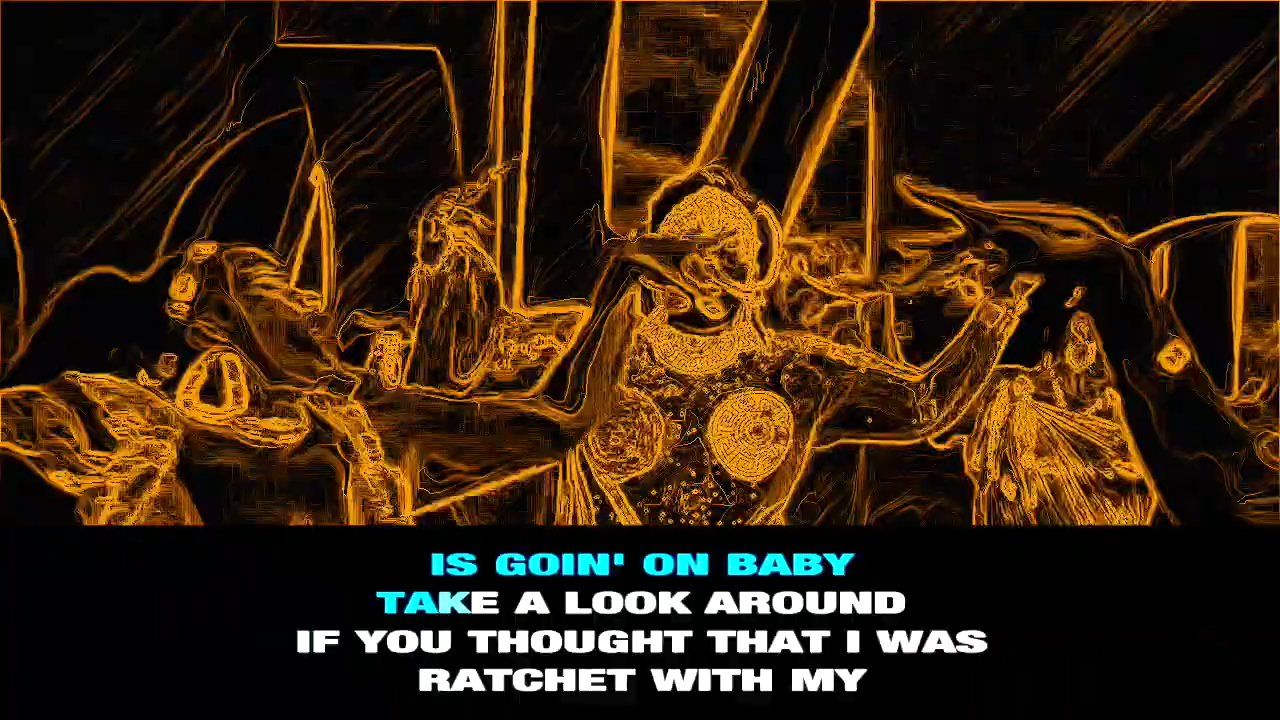 IS GOIN' ON BABY
TAKE A LOOK AROUND
IF YOU THOUGHT THAT I WAS
RATCHET WITH MY